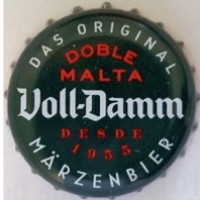 DAS ORIGINAL
DOBLE
MALTA
Voll-Damm
DESDE
1955
MÄRZENBIER